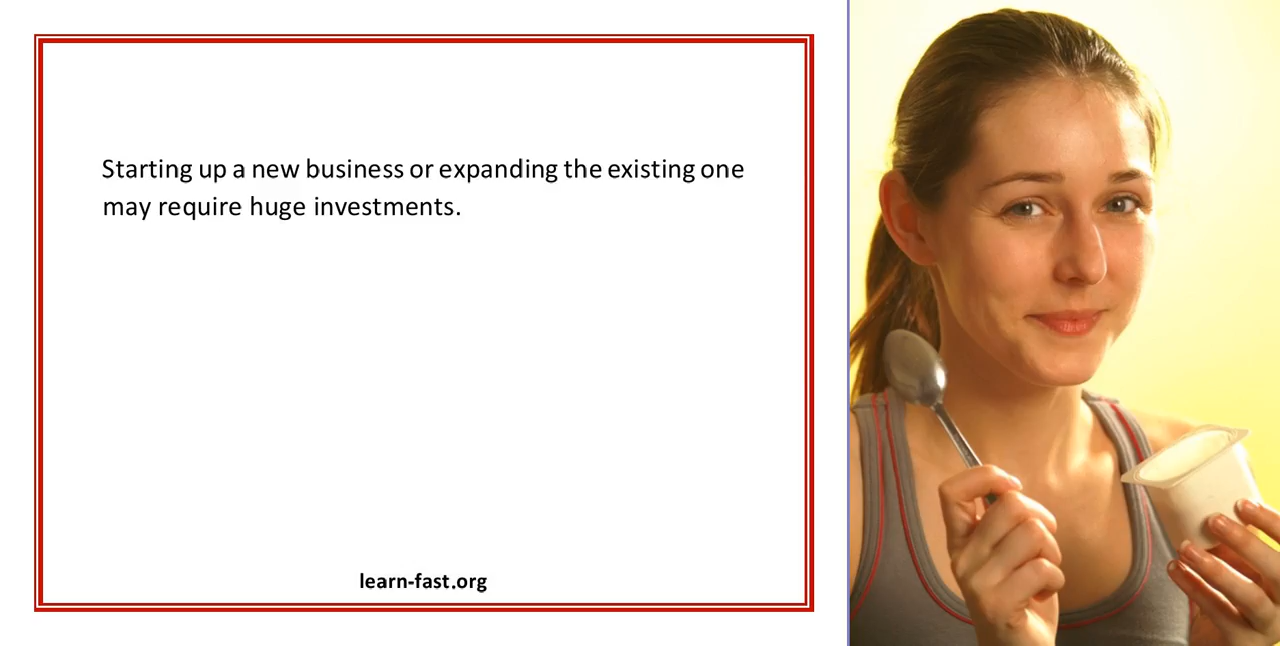 Starting up a new business or expanding the existing one
may require huge investments.
learn-fast.org